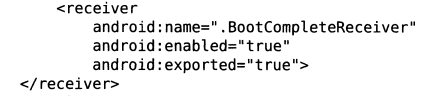 <receiver
android:name=".BootCompleteReceiver"
android:enabled="true"
android:exported="true">
</receiver>